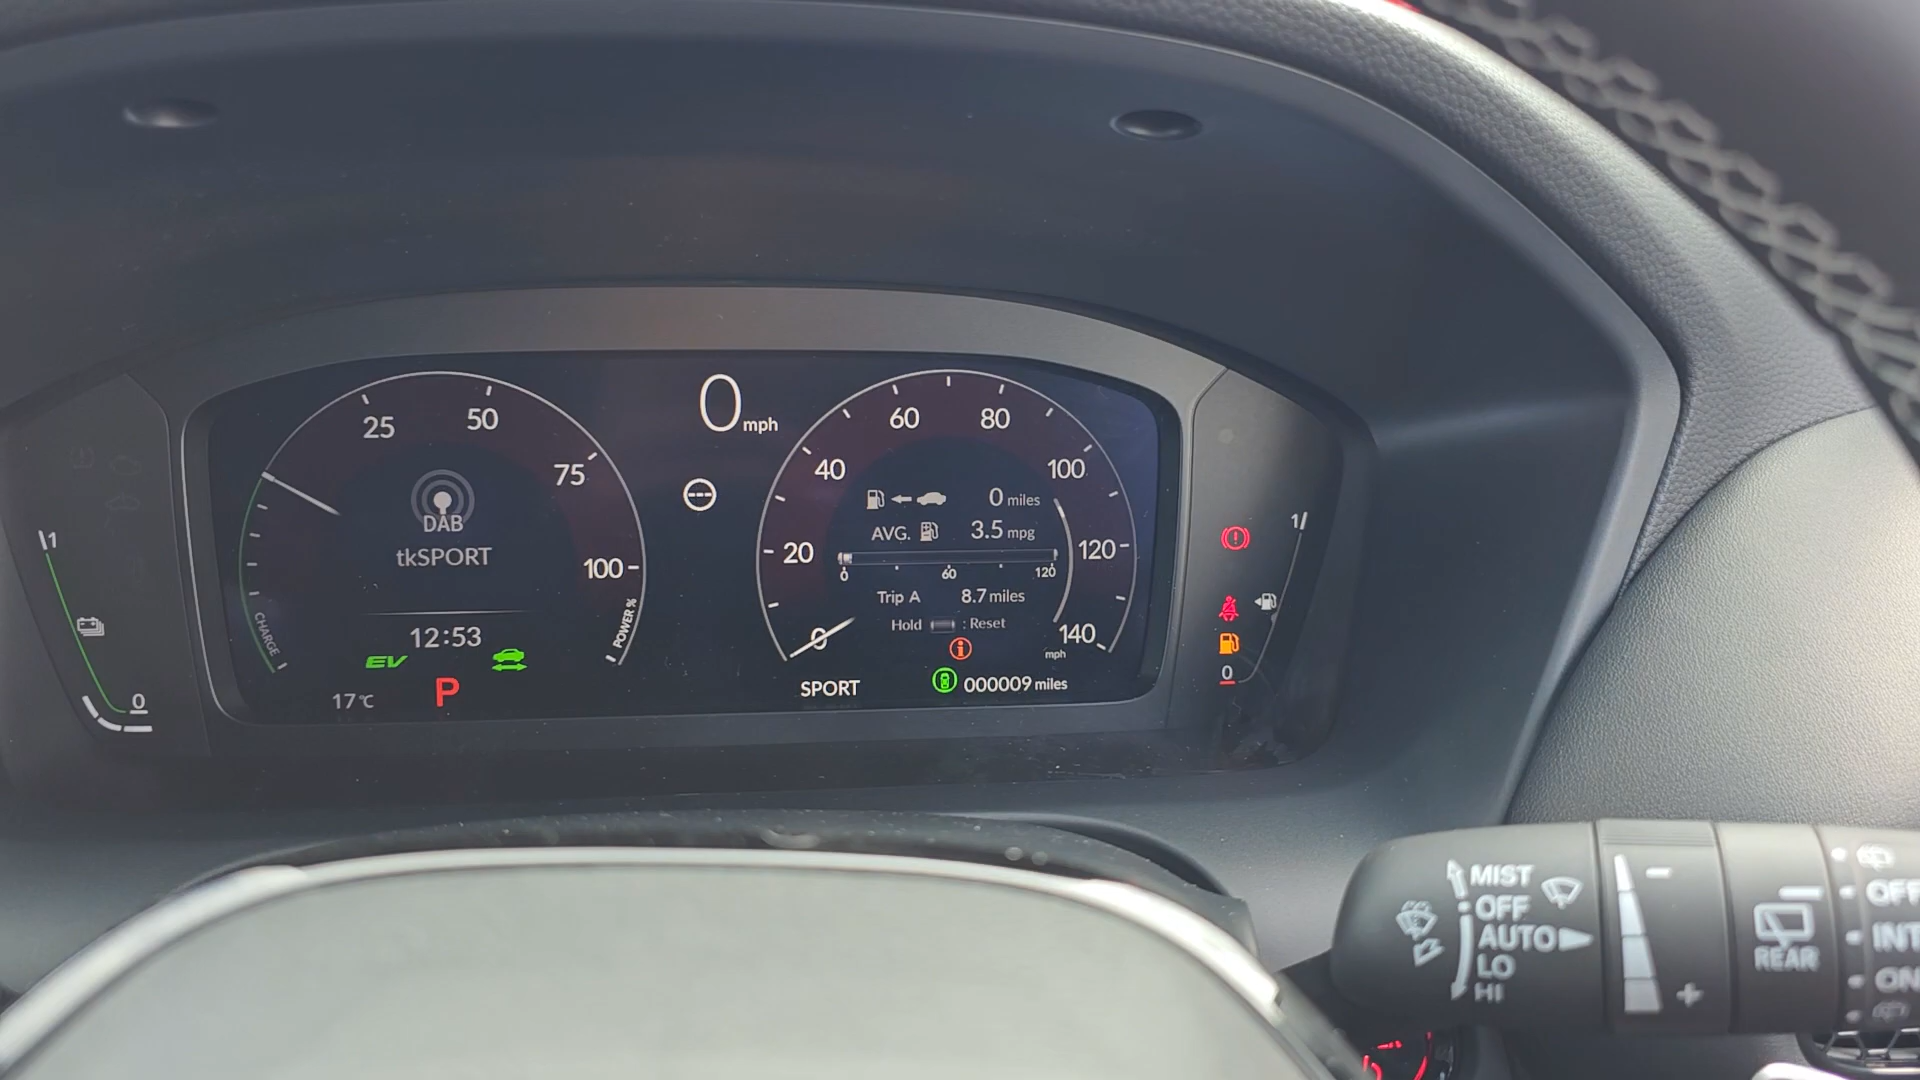 0 mph
25
50
75
100
CHARGE
POWER %
DAB
tkSPORT
12:53
EV
17°C
P
0
20
40
60
80
100
120
140
mph
0 miles
AVG. 3.5 mpg
0 60 120
Trip A 8.7 miles
Hold : Reset
SPORT
000009 miles
1
0
1/
0
MIST
OFF
AUTO
LO
HI
−
+
REAR
OFF
INT
ON